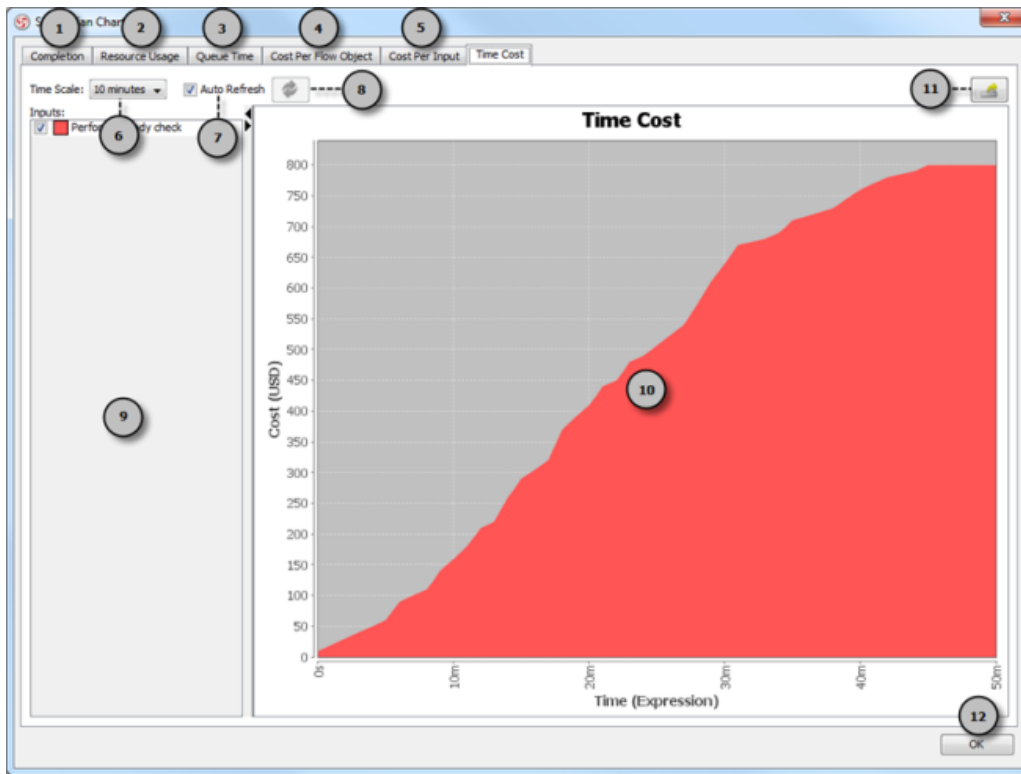 1 2 3 4 5
Completion Resource Usage Queue Time Cost Per Flow Object Cost Per Input Time Cost
Time Scale: 10 minutes Auto Refresh 8 11
Inputs:
check
6 7
Time Cost
800
750
700
650
600
550
500
450
400
350
300
250
200
150
100
50
0
Cost (USD)
9
10
0s 10m 20m 30m 40m 50m
Time (Expression)
12
OK